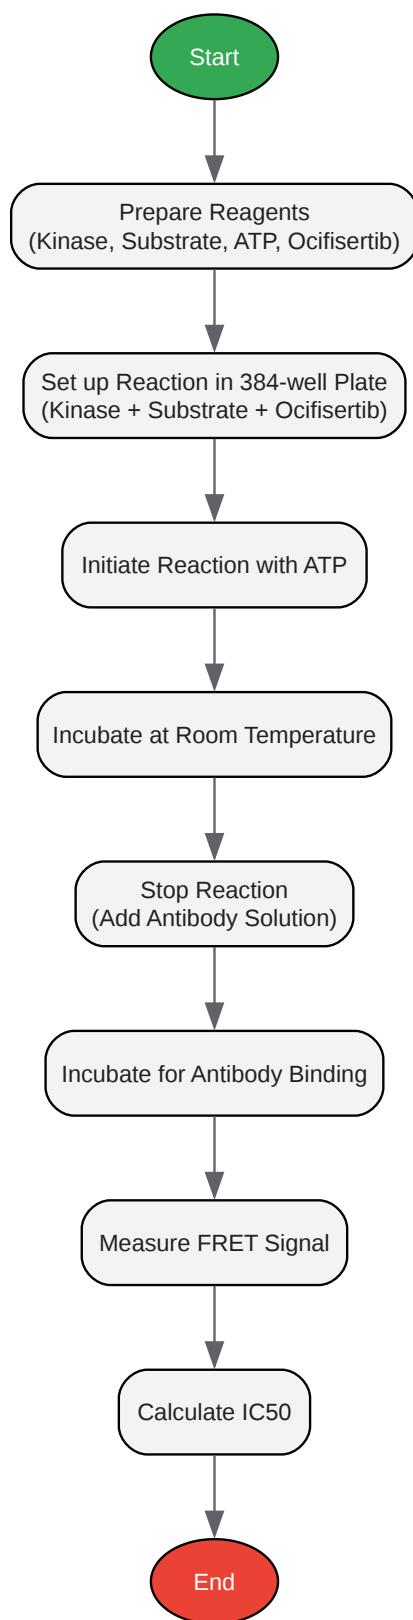 Start
Prepare Reagents
(Kinase, Substrate, ATP, Ocifisertib)
Set up Reaction in 384-well Plate
(Kinase + Substrate + Ocifisertib)
Initiate Reaction with ATP
Incubate at Room Temperature
Stop Reaction
(Add Antibody Solution)
Incubate for Antibody Binding
Measure FRET Signal
Calculate IC50
End